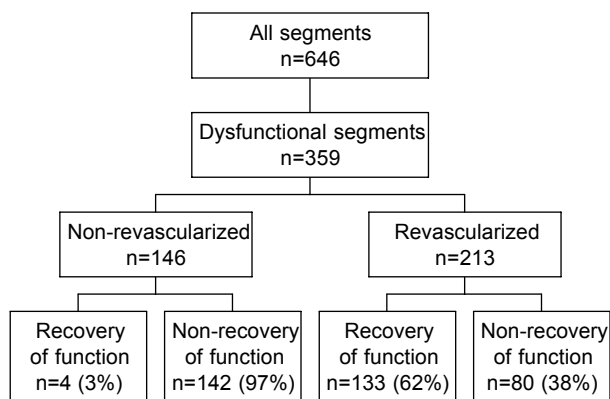 All segments
n=646
Dysfunctional segments
n=359
Non-revascularized
n=146
Revascularized
n=213
Recovery
of function
n=4 (3%)
Non-recovery
of function
n=142 (97%)
Recovery
of function
n=133 (62%)
Non-recovery
of function
n=80 (38%)